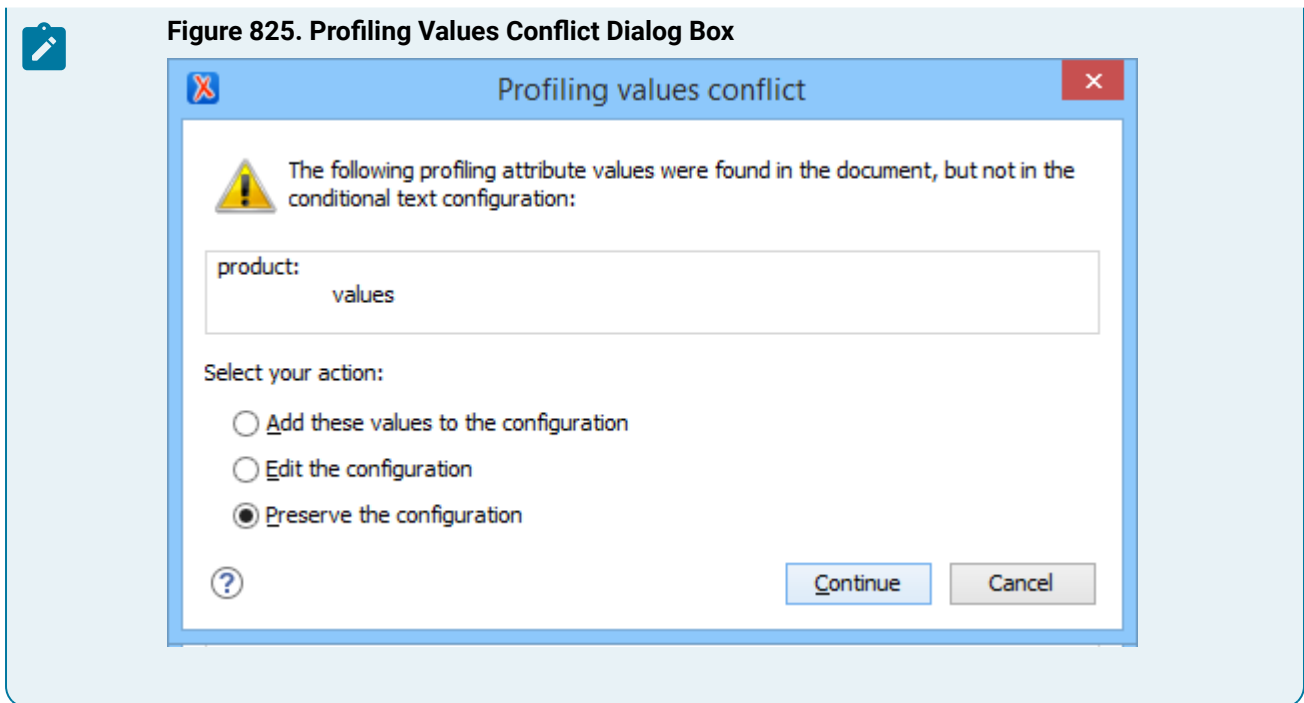 Figure 825. Profiling Values Conflict Dialog Box
Profiling values conflict
The following profiling attribute values were found in the document, but not in the
conditional text configuration:
product:
values
Select your action:
Add these values to the configuration
Edit the configuration
Preserve the configuration
?
Continue
Cancel